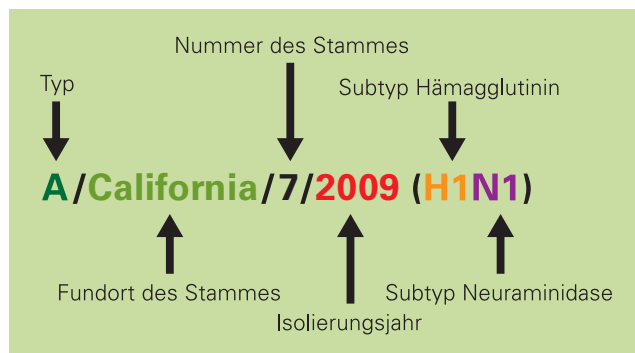 Nummer des Stammes
Typ
Subtyp Hämagglutinin
A/California/7/2009 (H1N1)
Fundort des Stammes
Subtyp Neuraminidase
Isolierungsjahr